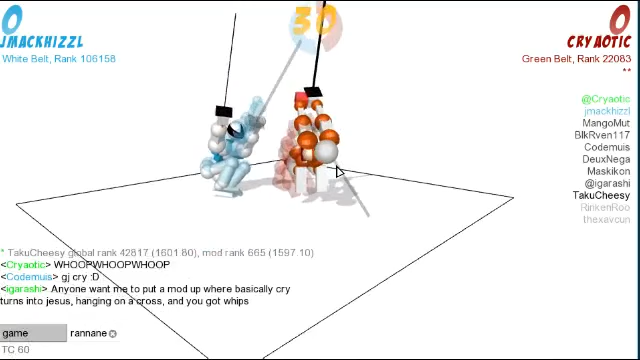 0
JMACKHIZZL
White Belt, Rank 106158
30
0
CRYAOTIC
Green Belt, Rank 22083
**
@Cryaotic
jmackhizzl
MangoMut
BlkRven117
Codemuis
DeuxNega
Maskikon
@igarashi
TakuCheesy
RinkenRoo
thexavcun
* TakuCheesy global rank 42817 (1601.80), mod rank 665 (1597.10)
<Cryaotic> WHOOPWHOOPWHOOP
<Codemuis> gj cry :D
<igarashi> Anyone want me to put a mod up where basically cry
turns into jesus, hanging on a cross, and you got whips
game
rannane
TC 60